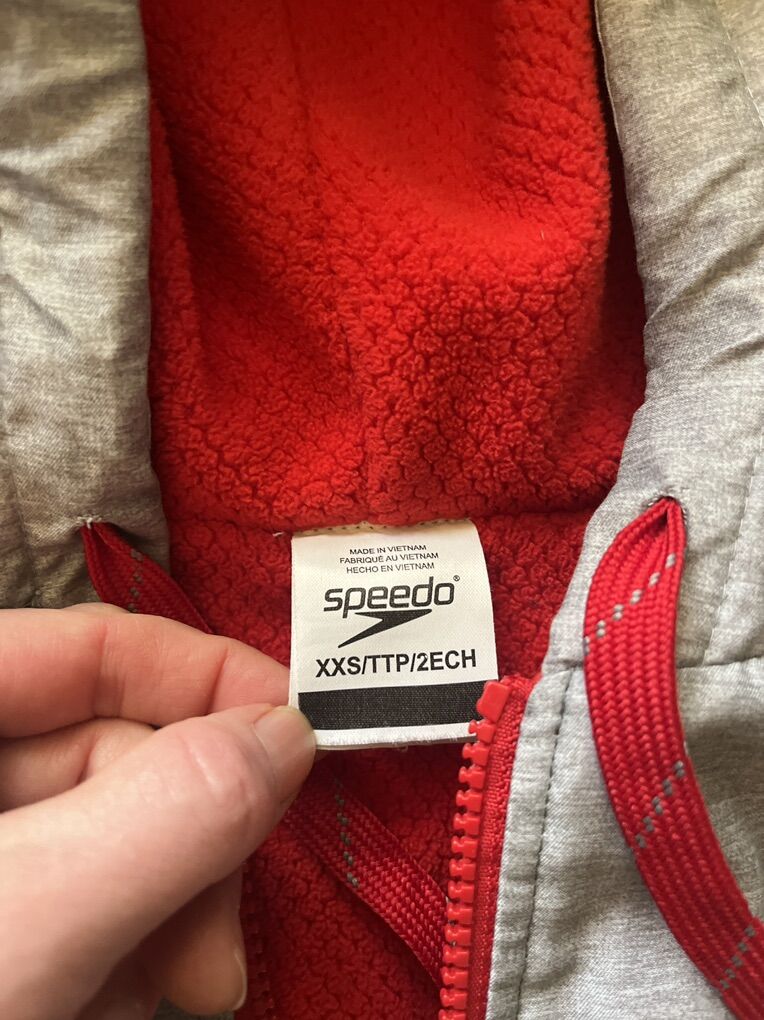 MADE IN VIETNAM
FABRIQUÉ AU VIETNAM
HECHO EN VIETNAM
speedo®
XXS/TTP/2ECH